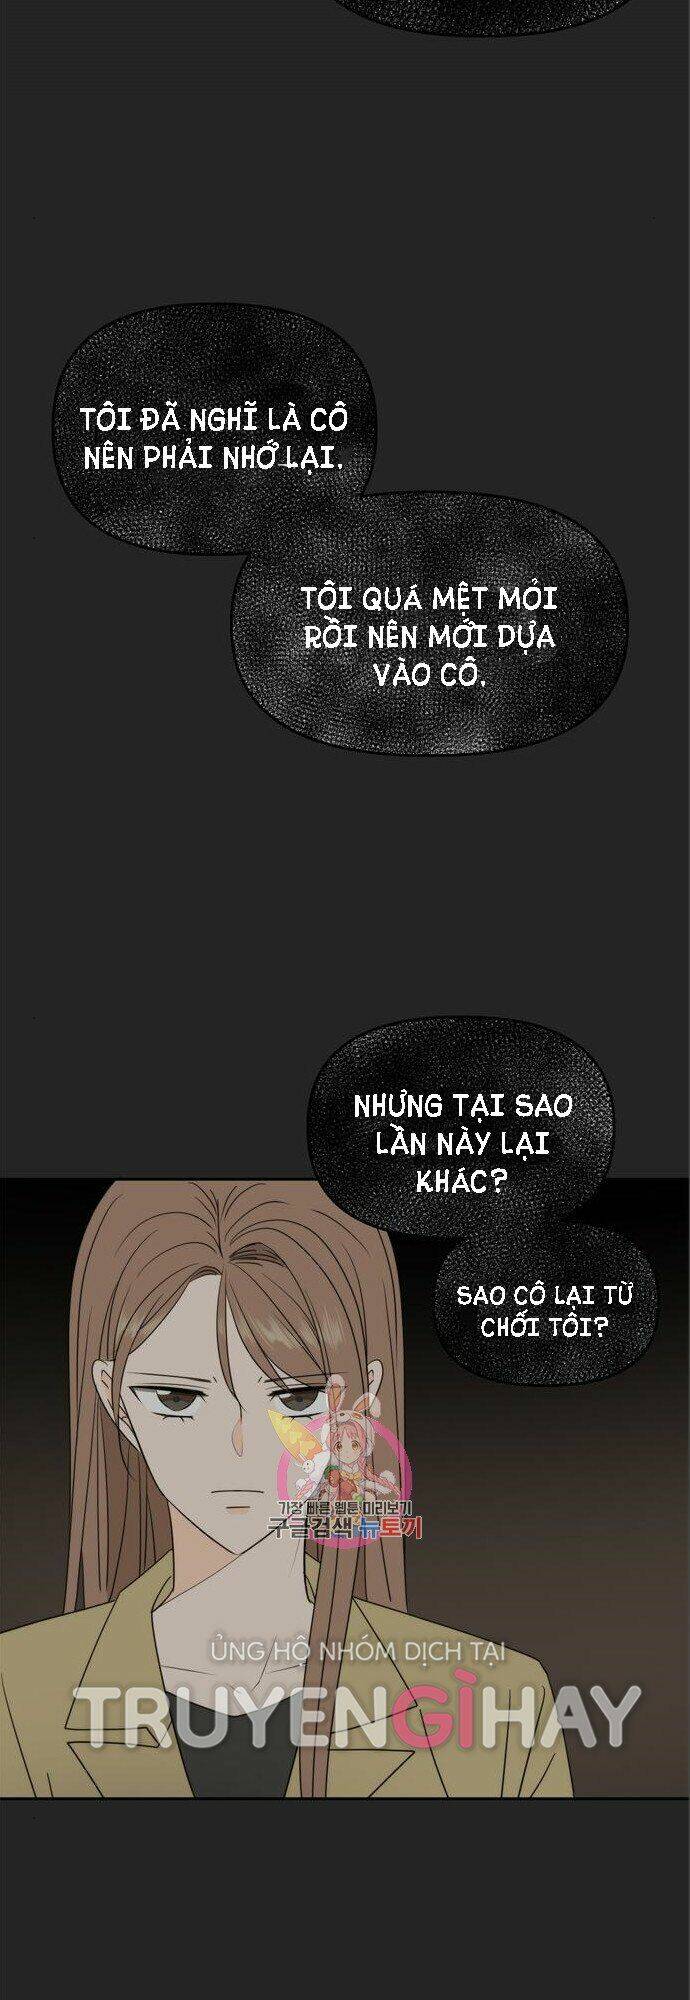 TÔI ĐÃ NGHĨ LÀ CÔ
NÊN PHẢI NHỚ LẠI.
TÔI QUÁ MỆT MỎI
RỒI NÊN MỚI DỰA
VÀO CÔ.
NHƯNG TẠI SAO
LẦN NÀY LẠI
KHÁC?
SAO CÔ LẠI TỪ
CHỐI TÔI?
가장 빠른 웹툰 미리보기
구글검색 뉴토끼
ỦNG HỘ NHÓM DỊCH TẠI
TRUYENGIHAY